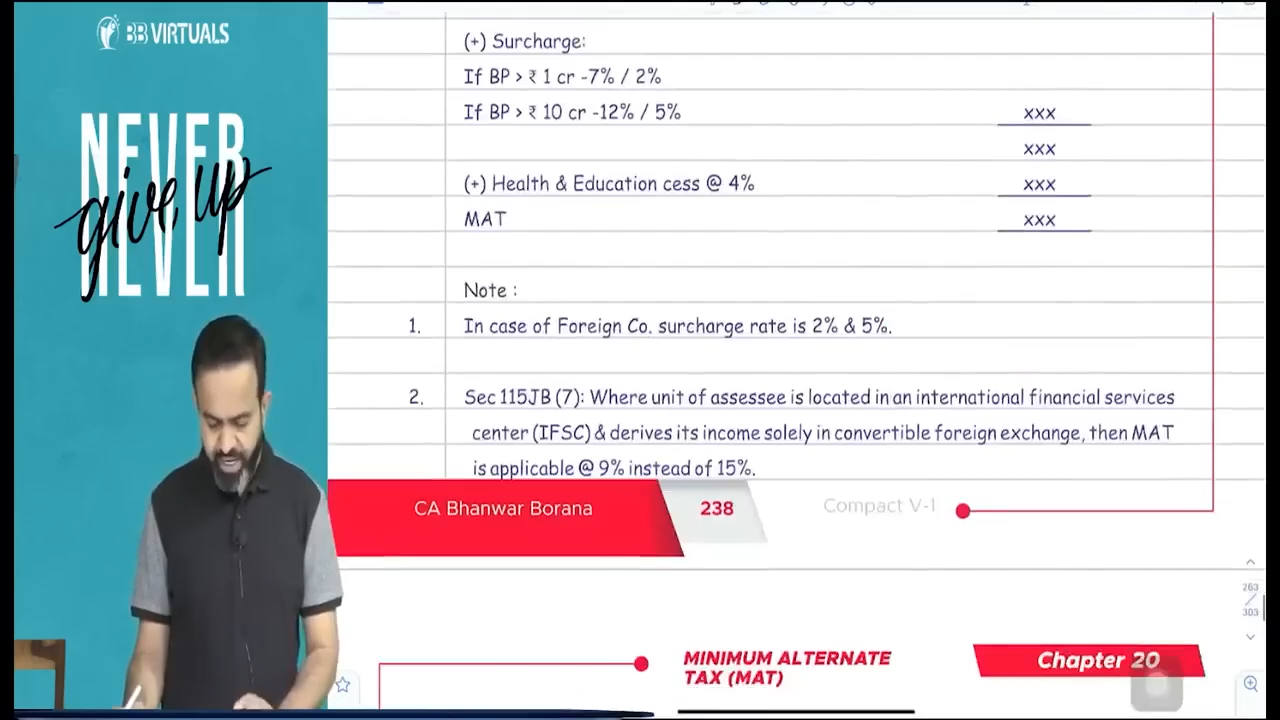 BB VIRTUALS
NEVER
give up
NEVER
(+) Surcharge:
If BP > ₹ 1 cr -7% / 2%
If BP > ₹ 10 cr -12% / 5% xxx
xxx
(+) Health & Education cess @ 4% xxx
MAT xxx
Note :
1. In case of Foreign Co. surcharge rate is 2% & 5%.
2. Sec 115JB (7): Where unit of assessee is located in an international financial services
center (IFSC) & derives its income solely in convertible foreign exchange, then MAT
is applicable @ 9% instead of 15%.
CA Bhanwar Borana 238 Compact V-1
263
/
303
MINIMUM ALTERNATE
TAX (MAT)
Chapter 20